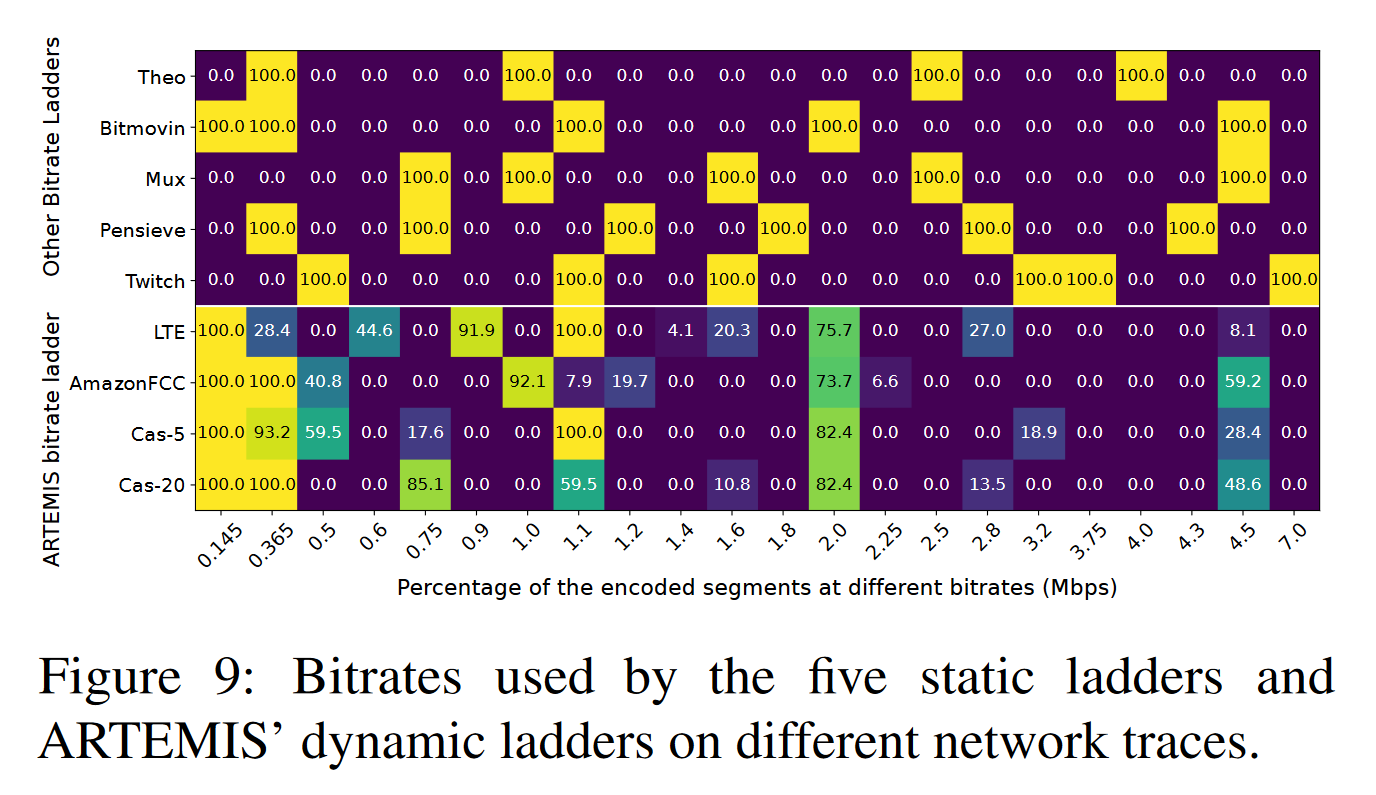 Other Bitrate Ladders
Theo 0.0 100.0 0.0 0.0 0.0 0.0 100.0 0.0 0.0 0.0 0.0 0.0 0.0 0.0 100.0 0.0 0.0 0.0 100.0 0.0 0.0 0.0
Bitmovin 100.0 100.0 0.0 0.0 0.0 0.0 0.0 100.0 0.0 0.0 0.0 0.0 100.0 0.0 0.0 0.0 0.0 0.0 0.0 0.0 100.0 0.0
Mux 0.0 0.0 0.0 0.0 100.0 0.0 100.0 0.0 0.0 0.0 100.0 0.0 0.0 0.0 100.0 0.0 0.0 0.0 0.0 0.0 100.0 0.0
Pensieve 0.0 100.0 0.0 0.0 100.0 0.0 0.0 0.0 100.0 0.0 0.0 100.0 0.0 0.0 0.0 100.0 0.0 0.0 0.0 100.0 0.0 0.0
Twitch 0.0 0.0 100.0 0.0 0.0 0.0 0.0 100.0 0.0 0.0 100.0 0.0 0.0 0.0 0.0 0.0 100.0 100.0 0.0 0.0 0.0 100.0
ARTEMIS bitrate ladder
LTE 100.0 28.4 0.0 44.6 0.0 91.9 0.0 100.0 0.0 4.1 20.3 0.0 75.7 0.0 0.0 27.0 0.0 0.0 0.0 0.0 8.1 0.0
AmazonFCC 100.0 100.0 40.8 0.0 0.0 0.0 92.1 7.9 19.7 0.0 0.0 0.0 73.7 6.6 0.0 0.0 0.0 0.0 0.0 0.0 59.2 0.0
Cas-5 100.0 93.2 59.5 0.0 17.6 0.0 0.0 100.0 0.0 0.0 0.0 0.0 82.4 0.0 0.0 0.0 18.9 0.0 0.0 0.0 28.4 0.0
Cas-20 100.0 100.0 0.0 0.0 85.1 0.0 0.0 59.5 0.0 0.0 10.8 0.0 82.4 0.0 0.0 13.5 0.0 0.0 0.0 0.0 48.6 0.0
0.145 0.365 0.5 0.6 0.75 0.9 1.0 1.1 1.2 1.4 1.6 1.8 2.0 2.25 2.5 2.8 3.2 3.75 4.0 4.3 4.5 7.0
Percentage of the encoded segments at different bitrates (Mbps)
Figure 9: Bitrates used by the five static ladders and
ARTEMIS’ dynamic ladders on different network traces.